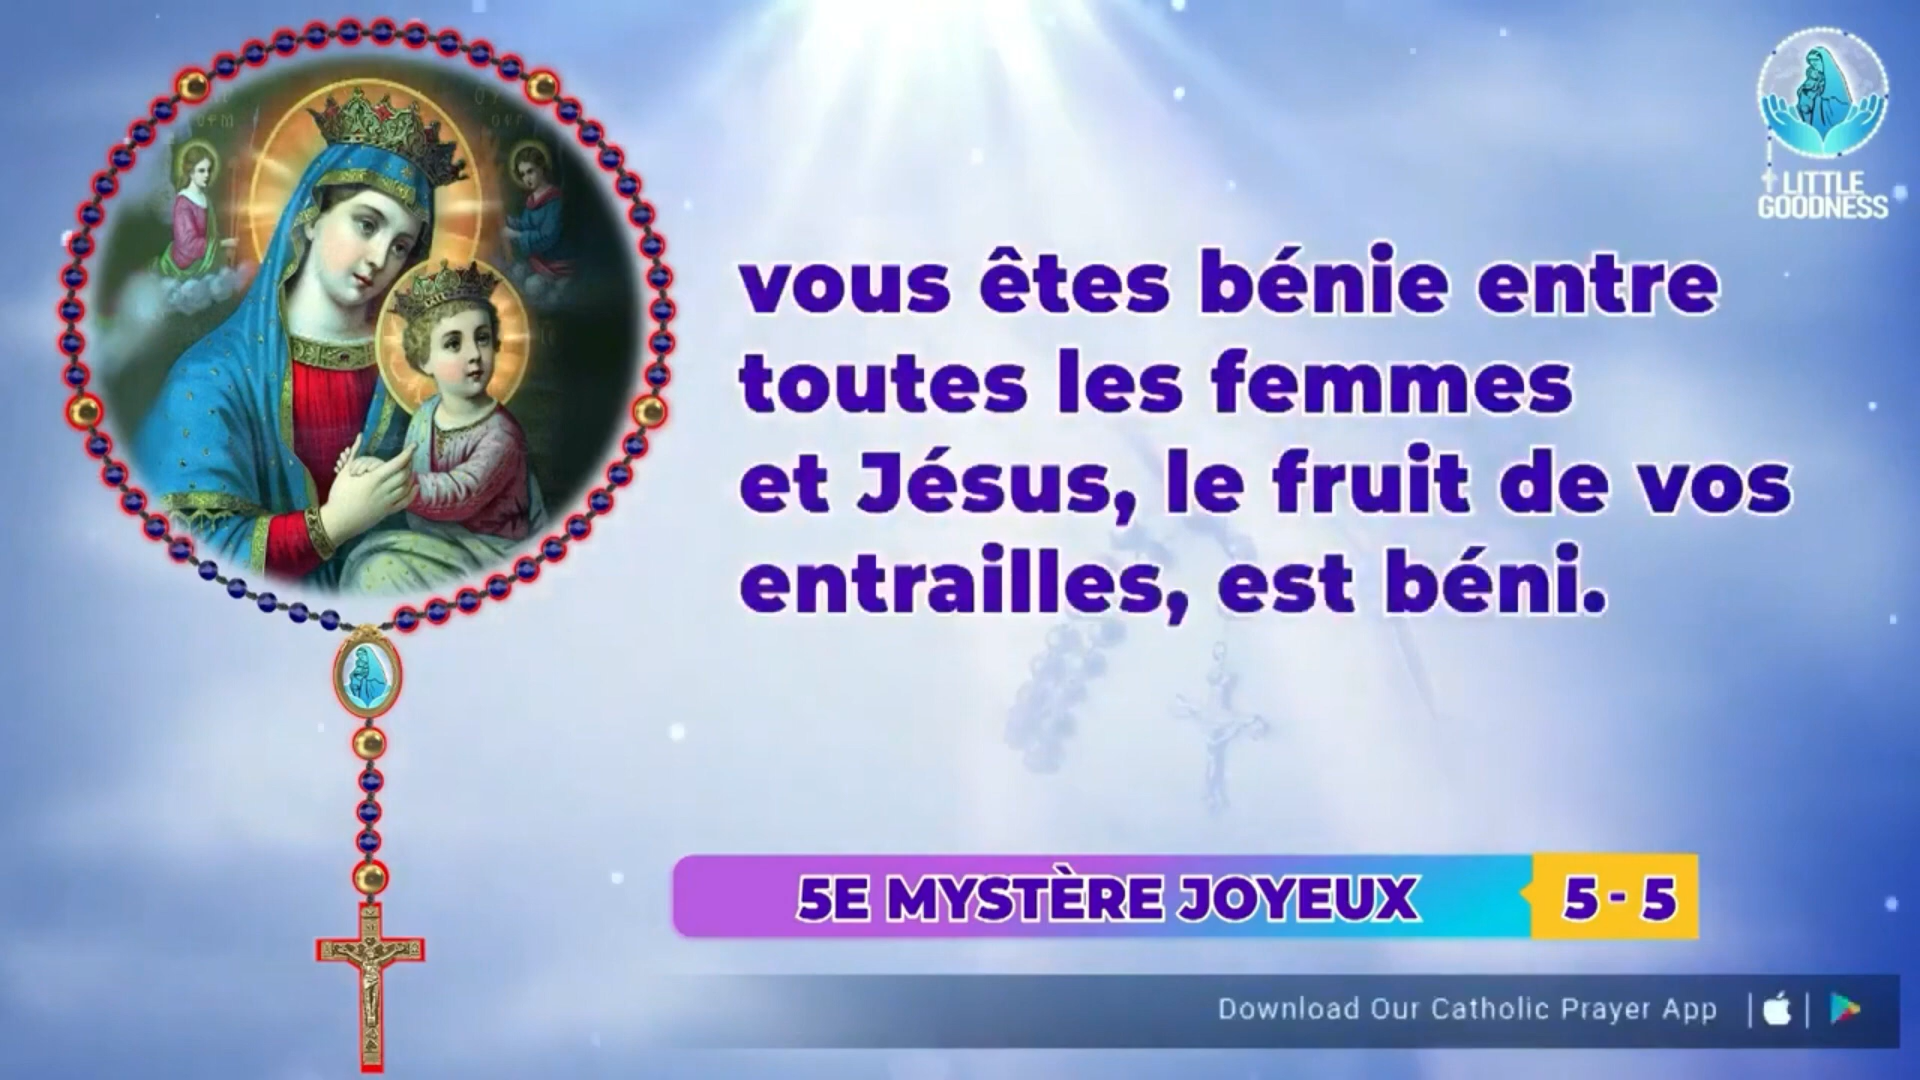 LITTLE
GOODNESS
vous êtes bénie entre
toutes les femmes
et Jésus, le fruit de vos
entrailles, est béni.
5E MYSTÈRE JOYEUX
5 - 5
Download Our Catholic Prayer App